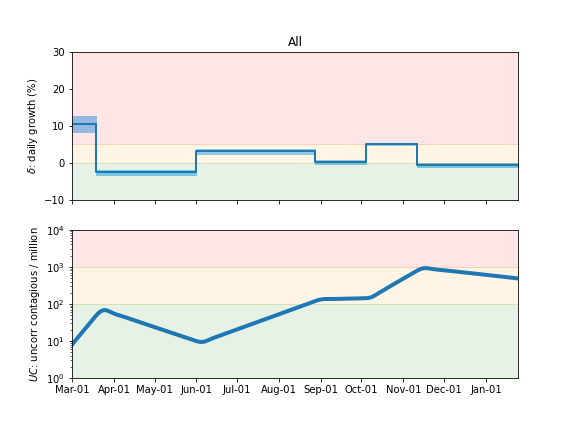 All
δ: daily growth (%)
30
20
10
0
−10
UC: uncorr contagious / million
10⁴
10³
10²
10¹
10⁰
Mar-01 Apr-01 May-01 Jun-01 Jul-01 Aug-01 Sep-01 Oct-01 Nov-01 Dec-01 Jan-01